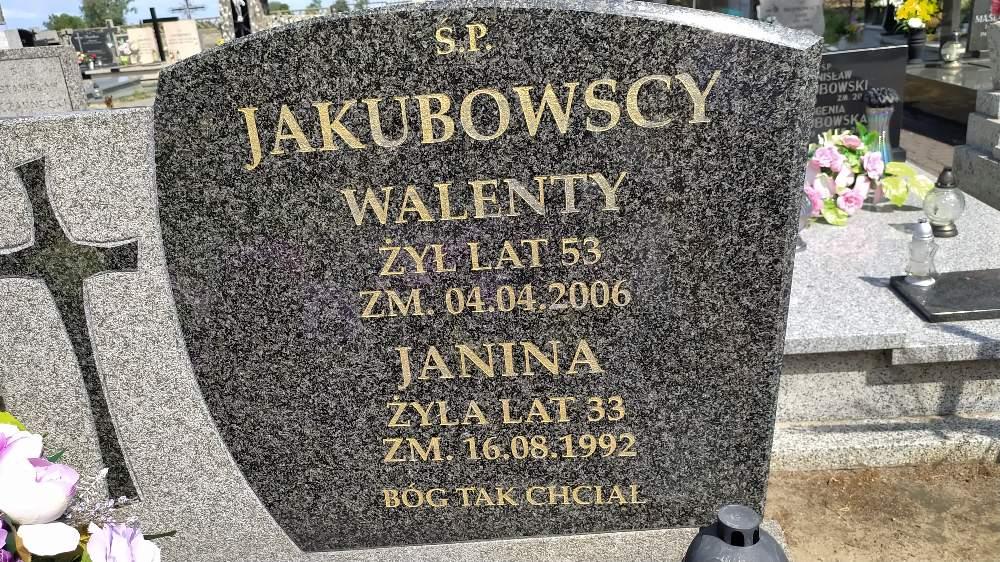 Ś.P.
JAKUBOWSCY
WALENTY
ŻYŁ LAT 53
ZM. 04.04.2006
JANINA
ŻYŁA LAT 33
ZM. 16.08.1992
BÓG TAK CHCIAŁ